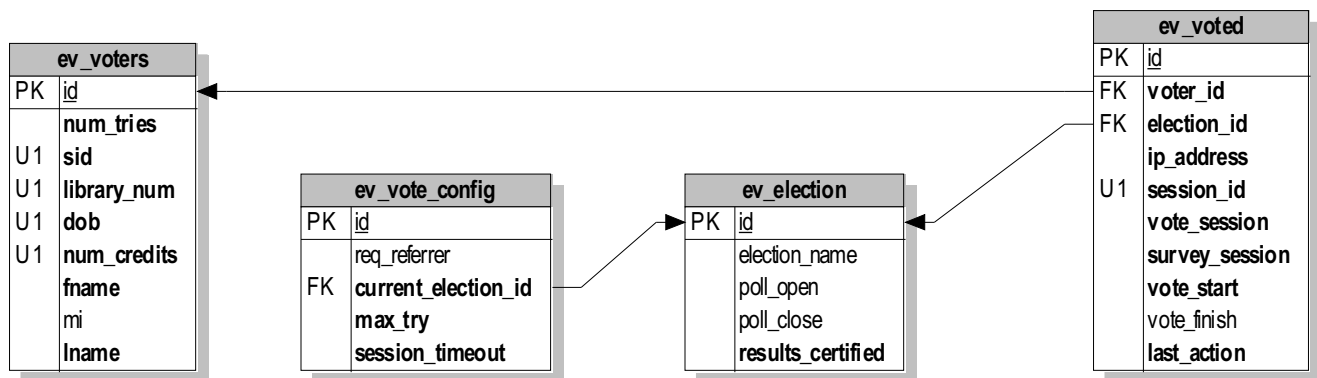 ev_voters
PK id
num_tries
U1 sid
U1 library_num
U1 dob
U1 num_credits
fname
mi
lname
ev_vote_config
PK id
req_referrer
FK current_election_id
max_try
session_timeout
ev_election
PK id
election_name
poll_open
poll_close
results_certified
ev_voted
PK id
FK voter_id
FK election_id
ip_address
U1 session_id
vote_session
survey_session
vote_start
vote_finish
last_action